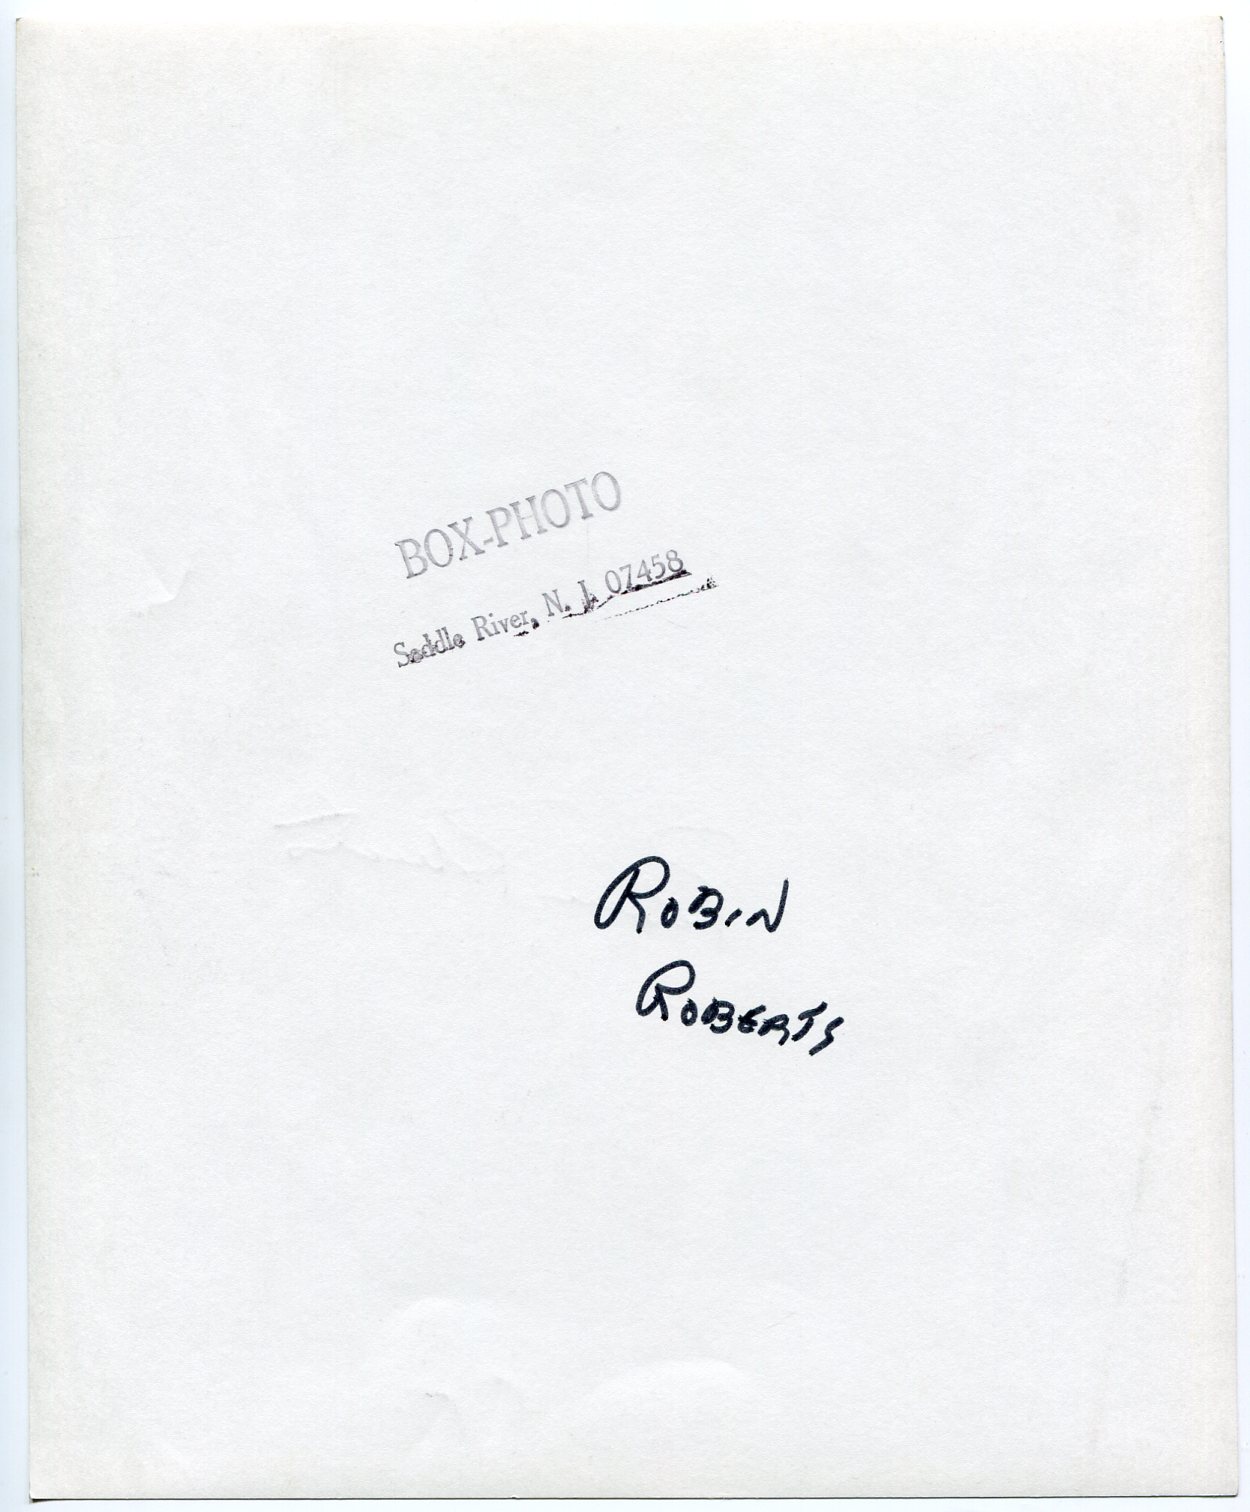 BOX-PHOTO
Saddle River, N. J. 07458
ROBIN
ROBERTS